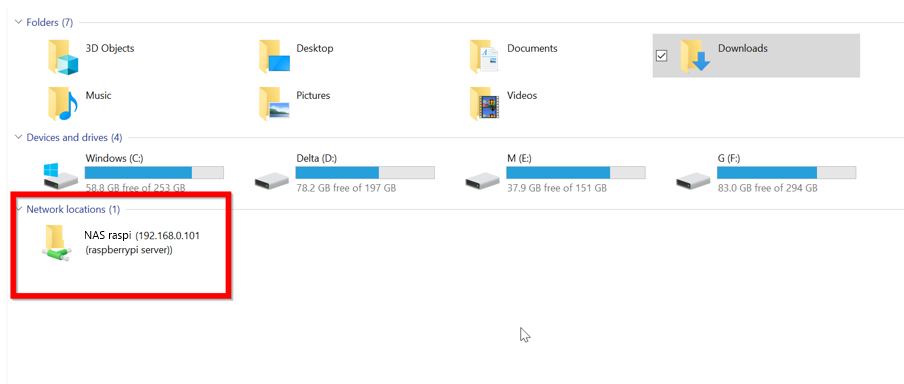 Folders (7)
3D Objects
Desktop
Documents
Downloads
Music
Pictures
Videos
Devices and drives (4)
Windows (C:)
58.8 GB free of 253 GB
Delta (D:)
78.2 GB free of 197 GB
M (E:)
37.9 GB free of 151 GB
G (F:)
83.0 GB free of 294 GB
Network locations (1)
NAS raspi (192.168.0.101
(raspberrypi server))